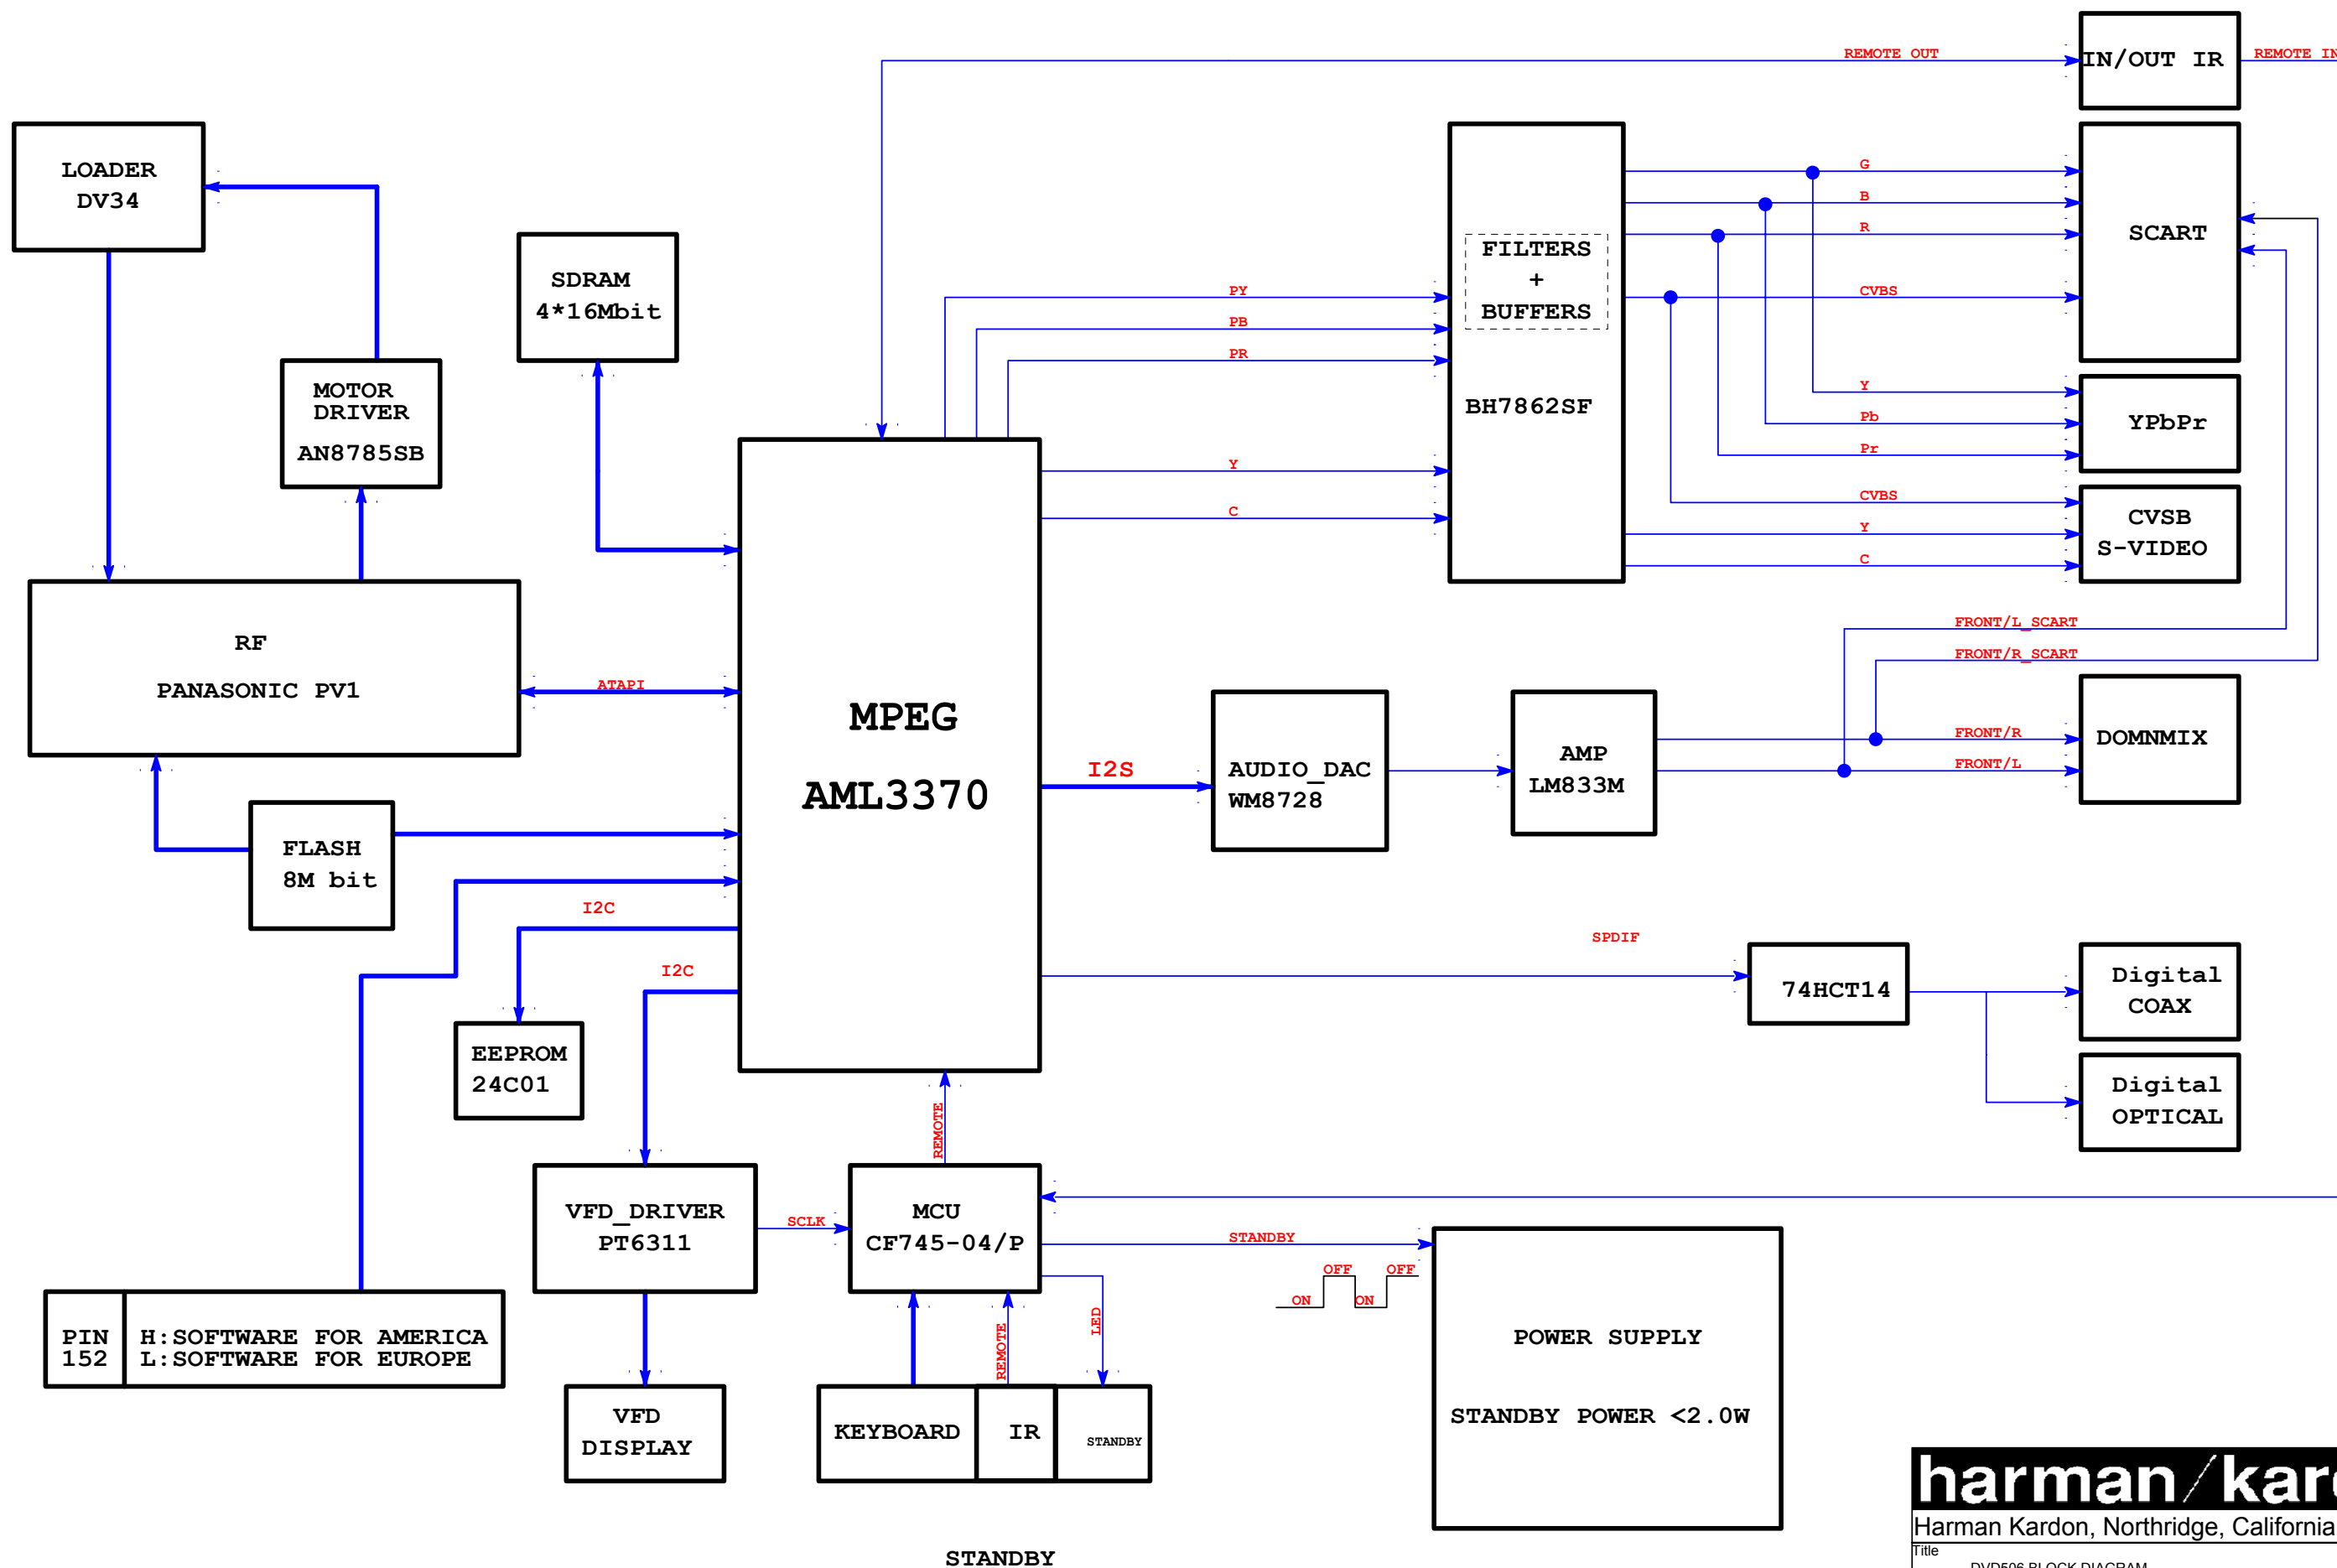 REMOTE OUT
IN/OUT IR
REMOTE IN
LOADER
DV34
G
B
R
CVBS
SCART
FILTERS
+
BUFFERS
BH7862SF
SDRAM
4*16Mbit
PY
PB
PR
MOTOR
DRIVER
AN8785SB
Y
Pb
Pr
YPbPr
Y
C
CVBS
Y
C
CVSB
S-VIDEO
RF
PANASONIC PV1
ATAPI
FRONT/L_SCART
FRONT/R_SCART
MPEG
AML3370
I2S
AUDIO_DAC
WM8728
AMP
LM833M
FRONT/R
FRONT/L
DOMNMIX
FLASH
8M bit
I2C
I2C
SPDIF
74HCT14
Digital
COAX
EEPROM
24C01
Digital
OPTICAL
REMOTE
VFD_DRIVER
PT6311
SCLK
MCU
CF745-04/P
STANDBY
OFF
OFF
ON
ON
LED
REMOTE
PIN
152
H:SOFTWARE FOR AMERICA
L:SOFTWARE FOR EUROPE
POWER SUPPLY
STANDBY POWER <2.0W
VFD
DISPLAY
KEYBOARD
IR
STANDBY
harman/kar
Harman Kardon, Northridge, California
Title
DVD506 BLOCK DIAGRAM
STANDBY